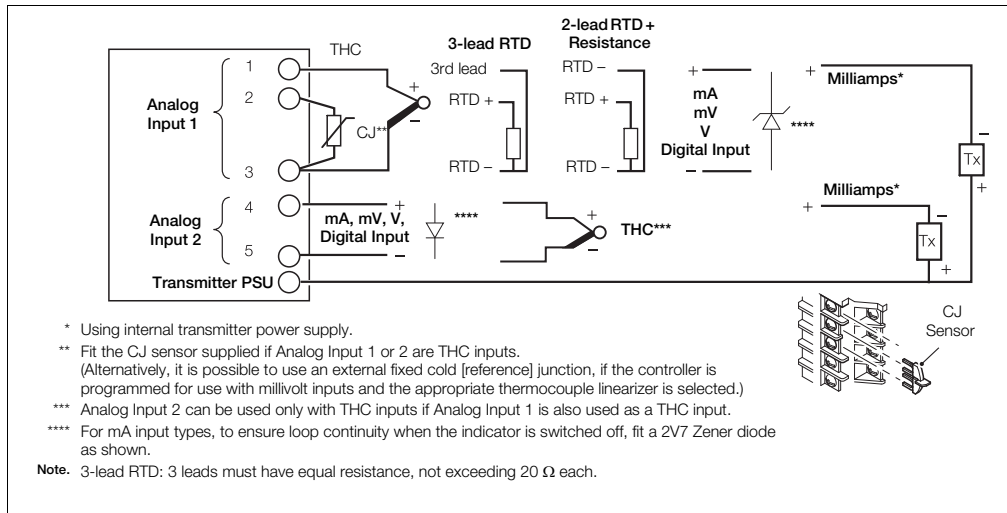 THC
3-lead RTD
2-lead RTD +
Resistance
1
3rd lead
RTD –
+
+
Milliamps*
Analog
Input 1
2
+
–
CJ**
RTD +
RTD +
mA
mV
V
Digital Input
****
–
Tx
+
3
RTD –
RTD –
–
Milliamps*
+
Analog
Input 2
4
+
mA, mV, V,
Digital Input
****
+
–
THC***
–
Tx
+
5
–
Transmitter PSU
CJ
Sensor
* Using internal transmitter power supply.
** Fit the CJ sensor supplied if Analog Input 1 or 2 are THC inputs.
(Alternatively, it is possible to use an external fixed cold [reference] junction, if the controller is
programmed for use with millivolt inputs and the appropriate thermocouple linearizer is selected.)
*** Analog Input 2 can be used only with THC inputs if Analog Input 1 is also used as a THC input.
**** For mA input types, to ensure loop continuity when the indicator is switched off, fit a 2V7 Zener diode
as shown.
Note. 3-lead RTD: 3 leads must have equal resistance, not exceeding 20 Ω each.